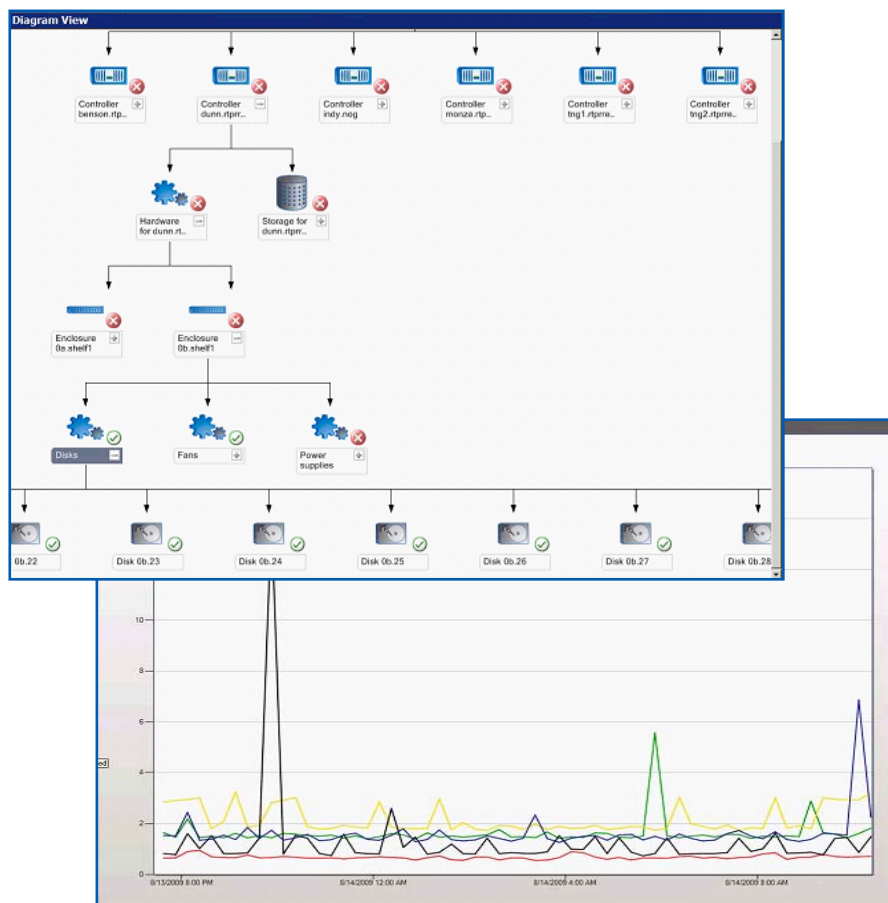 Diagram View
Controller
benson.rtp...
Controller
dunn.rtprr...
Controller
indy.nog
Controller
monza.rtp...
Controller
tng1.rtprre...
Controller
tng2.rtprre...
Hardware
for dunn.rt...
Storage for
dunn.rtprr...
Enclosure
0a.shelf1
Enclosure
0b.shelf1
Disks
Fans
Power
supplies
0b.22
Disk 0b.23
Disk 0b.24
Disk 0b.25
Disk 0b.26
Disk 0b.27
Disk 0b.28
10
8
6
4
2
0
8/13/2009 8:00 PM
8/14/2009 12:00 AM
8/14/2009 4:00 AM
8/14/2009 8:00 AM